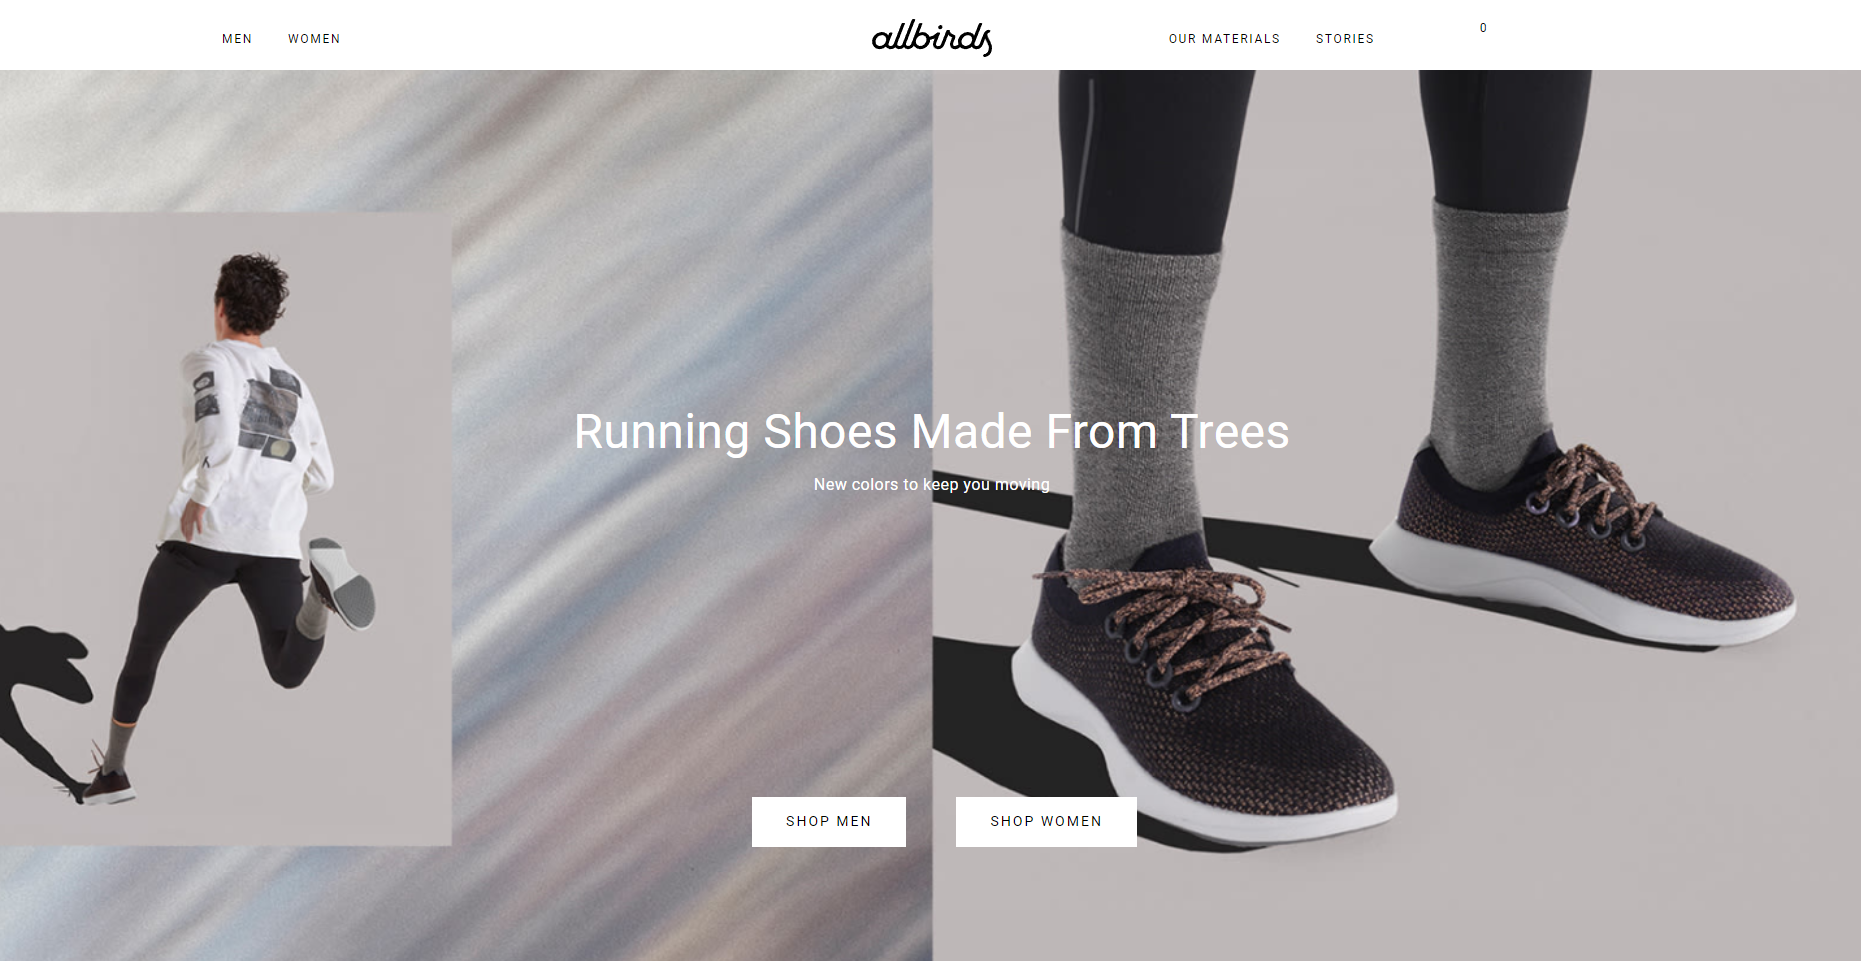 MEN WOMEN allbirds OUR MATERIALS STORIES 0
Running Shoes Made From Trees
New colors to keep you moving
SHOP MEN SHOP WOMEN